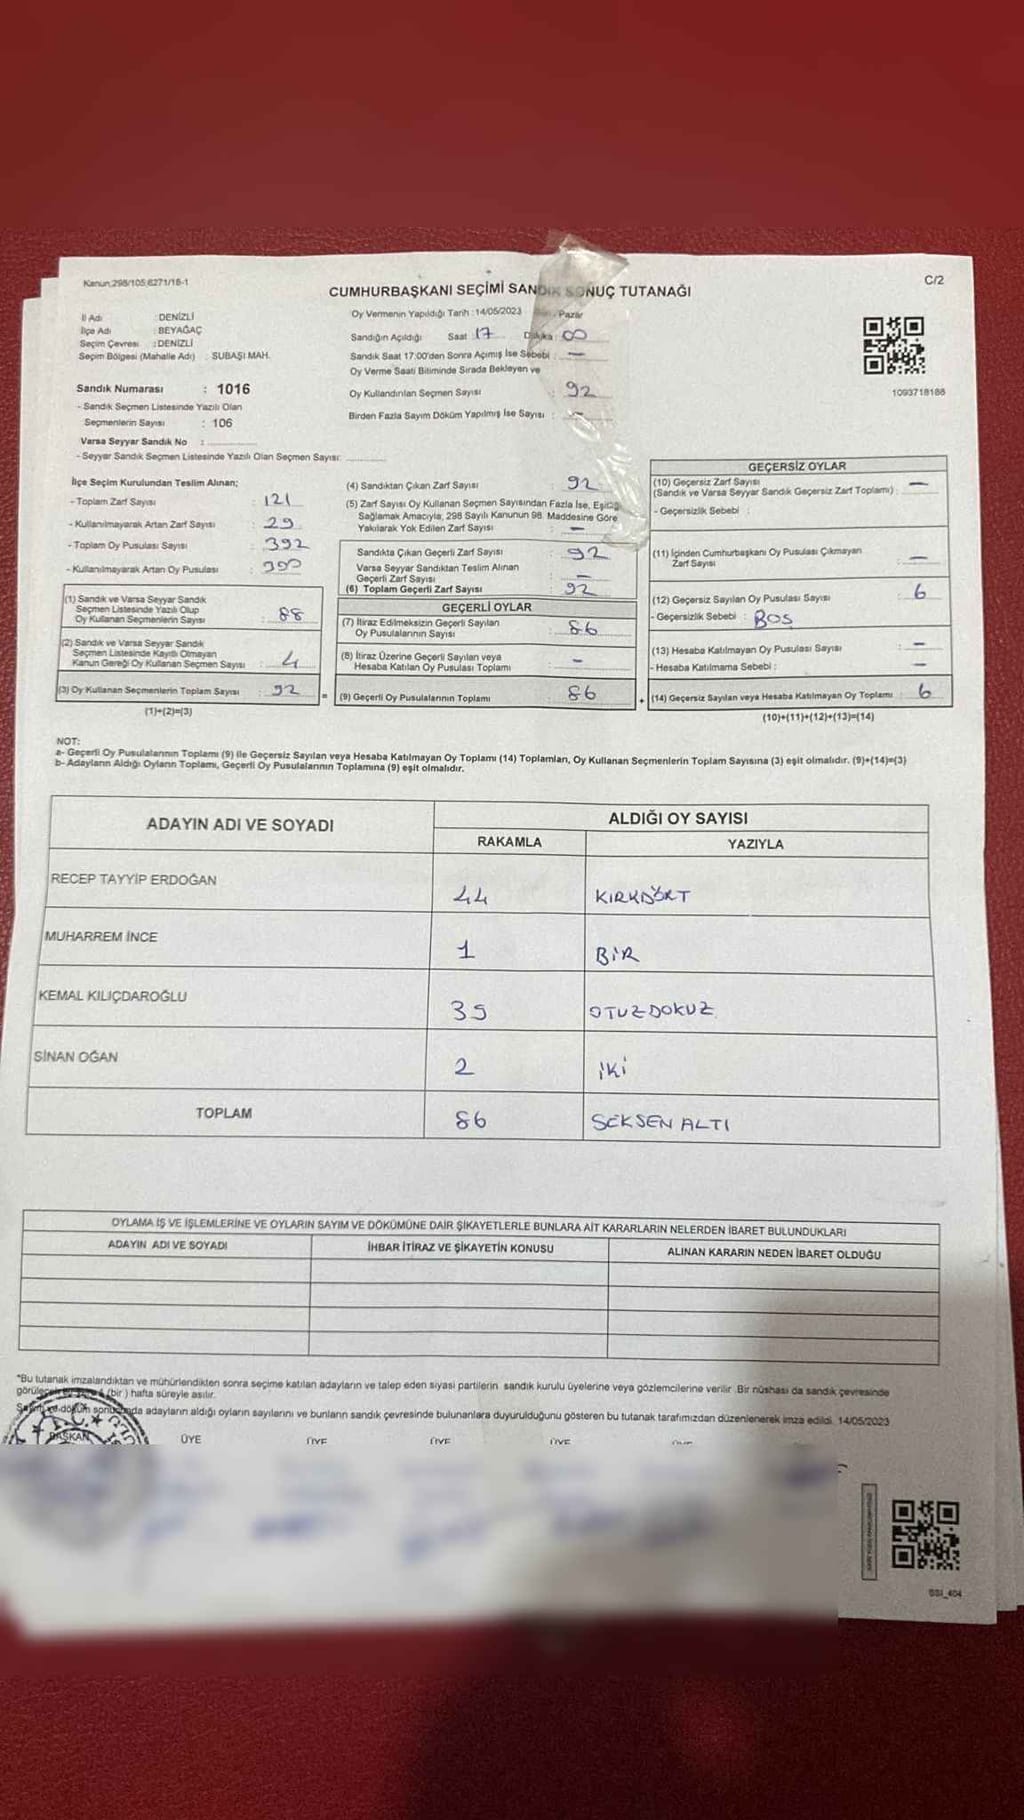 Kanun:298/105;6271/16-1
C/2
CUMHURBAŞKANI SEÇİMİ SANDIK SONUÇ TUTANAĞI
İl Adı : DENİZLİ
İlçe Adı : BEYAĞAÇ
Seçim Çevresi : DENİZLİ
Seçim Bölgesi (Mahalle Adı) : SUBAŞI MAH.
Sandık Numarası : 1016
- Sandık Seçmen Listesinde Yazılı Olan
Seçmenlerin Sayısı : 106
Varsa Seyyar Sandık No :
- Seyyar Sandık Seçmen Listesinde Yazılı Olan Seçmen Sayısı:
Oy Vermenin Yapıldığı Tarih : 14/05/2023 Pazar
Sandığın Açıldığı Saat 17 Dakika : 00
Sandık Saat 17:00'den Sonra Açımış İse Sebebi : —
Oy Verme Saati Bitiminde Sırada Bekleyen ve
Oy Kullandırılan Seçmen Sayısı : 92
Birden Fazla Sayım Döküm Yapılmış İse Sayısı : —
1093718188
İlçe Seçim Kurulundan Teslim Alınan;
- Toplam Zarf Sayısı : 121
- Kullanılmayarak Artan Zarf Sayısı : 29
- Toplam Oy Pusulası Sayısı : 392
- Kullanılmayarak Artan Oy Pusulası :
(1) Sandık ve Varsa Seyyar Sandık
Seçmen Listesinde Yazılı Olup
Oy Kullanan Seçmenlerin Sayısı : 88
(2) Sandık ve Varsa Seyyar Sandık
Seçmen Listesinde Kayıtlı Olmayan
Kanun Gereği Oy Kullanan Seçmen Sayısı : 4
(3) Oy Kullanan Seçmenlerin Toplam Sayısı : 92
(1)+(2)=(3)
(4) Sandıktan Çıkan Zarf Sayısı : 92
(5) Zarf Sayısı Oy Kullanan Seçmen Sayısından Fazla İse, Eşitliği
Sağlamak Amacıyla, 298 Sayılı Kanunun 98. Maddesine Göre
Yakılarak Yok Edilen Zarf Sayısı : —
Sandıkta Çıkan Geçerli Zarf Sayısı : 92
Varsa Seyyar Sandıktan Teslim Alınan
Geçerli Zarf Sayısı : —
(6) Toplam Geçerli Zarf Sayısı : 92
GEÇERLİ OYLAR
(7) İtiraz Edilmeksizin Geçerli Sayılan
Oy Pusulalarının Sayısı : 86
(8) İtiraz Üzerine Geçerli Sayılan veya
Hesaba Katılan Oy Pusulası Toplamı : -
= (9) Geçerli Oy Pusulalarının Toplamı : 86
GEÇERSİZ OYLAR
(10) Geçersiz Zarf Sayısı
(Sandık ve Varsa Seyyar Sandık Geçersiz Zarf Toplamı) : —
- Geçersizlik Sebebi :
(11) İçinden Cumhurbaşkanı Oy Pusulası Çıkmayan
Zarf Sayısı : —
(12) Geçersiz Sayılan Oy Pusulası Sayısı : 6
- Geçersizlik Sebebi : BOŞ
(13) Hesaba Katılmayan Oy Pusulası Sayısı : —
- Hesaba Katılmama Sebebi : —
+ (14) Geçersiz Sayılan veya Hesaba Katılmayan Oy Toplamı : 6
(10)+(11)+(12)+(13)=(14)
NOT:
a- Geçerli Oy Pusulalarının Toplamı (9) ile Geçersiz Sayılan veya Hesaba Katılmayan Oy Toplamı (14) Toplamları, Oy Kullanan Seçmenlerin Toplam Sayısına (3) eşit olmalıdır. (9)+(14)=(3)
b- Adayların Aldığı Oyların Toplamı, Geçerli Oy Pusulalarının Toplamına (9) eşit olmalıdır.
ADAYIN ADI VE SOYADI
ALDIĞI OY SAYISI
RAKAMLA YAZIYLA
RECEP TAYYİP ERDOĞAN 44 KIRKDÖRT
MUHARREM İNCE 1 BİR
KEMAL KILIÇDAROĞLU 39 OTUZDOKUZ
SİNAN OĞAN 2 İKİ
TOPLAM 86 SEKSEN ALTI
OYLAMA İŞ VE İŞLEMLERİNE VE OYLARIN SAYIM VE DÖKÜMÜNE DAİR ŞİKAYETLERLE BUNLARA AİT KARARLARIN NELERDEN İBARET BULUNDUKLARI
ADAYIN ADI VE SOYADI İHBAR İTİRAZ VE ŞİKAYETİN KONUSU ALINAN KARARIN NEDEN İBARET OLDUĞU
*Bu tutanak imzalandıktan ve mühürlendikten sonra seçime katılan adayların ve talep eden siyasi partilerin sandık kurulu üyelerine veya gözlemcilerine verilir. Bir nüshası da sandık çevresinde
(bir ) hafta süreyle asılır.
Sayım ve döküm sonucunda adayların aldığı oyların sayılarını ve bunların sandık çevresinde bulunanlara duyurulduğunu gösteren bu tutanak tarafımızdan düzenlenerek imza edildi. 14/05/2023
BAŞKAN ÜYE ÜYE ÜYE ÜYE ÜYE